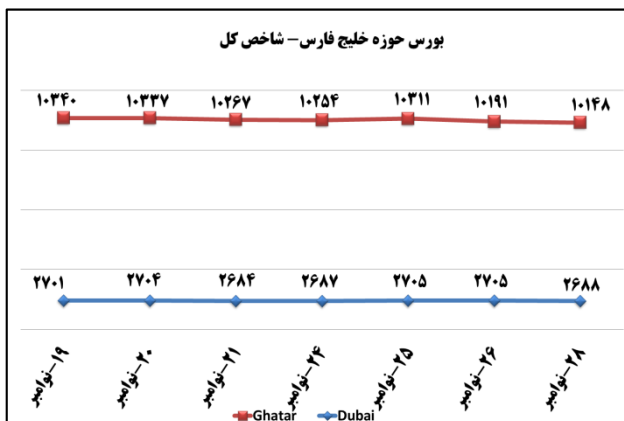 بورس حوزه خلیج فارس– شاخص کل
۱۰۳۴۰ ۱۰۳۳۷ ۱۰۲۶۷ ۱۰۲۵۴ ۱۰۳۱۱ ۱۰۱۹۱ ۱۰۱۴۸
۲۷۰۱ ۲۷۰۴ ۲۶۸۴ ۲۶۸۷ ۲۷۰۵ ۲۷۰۵ ۲۶۸۸
۱۹-نوامبر ۲۰-نوامبر ۲۱-نوامبر ۲۴-نوامبر ۲۵-نوامبر ۲۶-نوامبر ۲۸-نوامبر
Ghatar Dubai